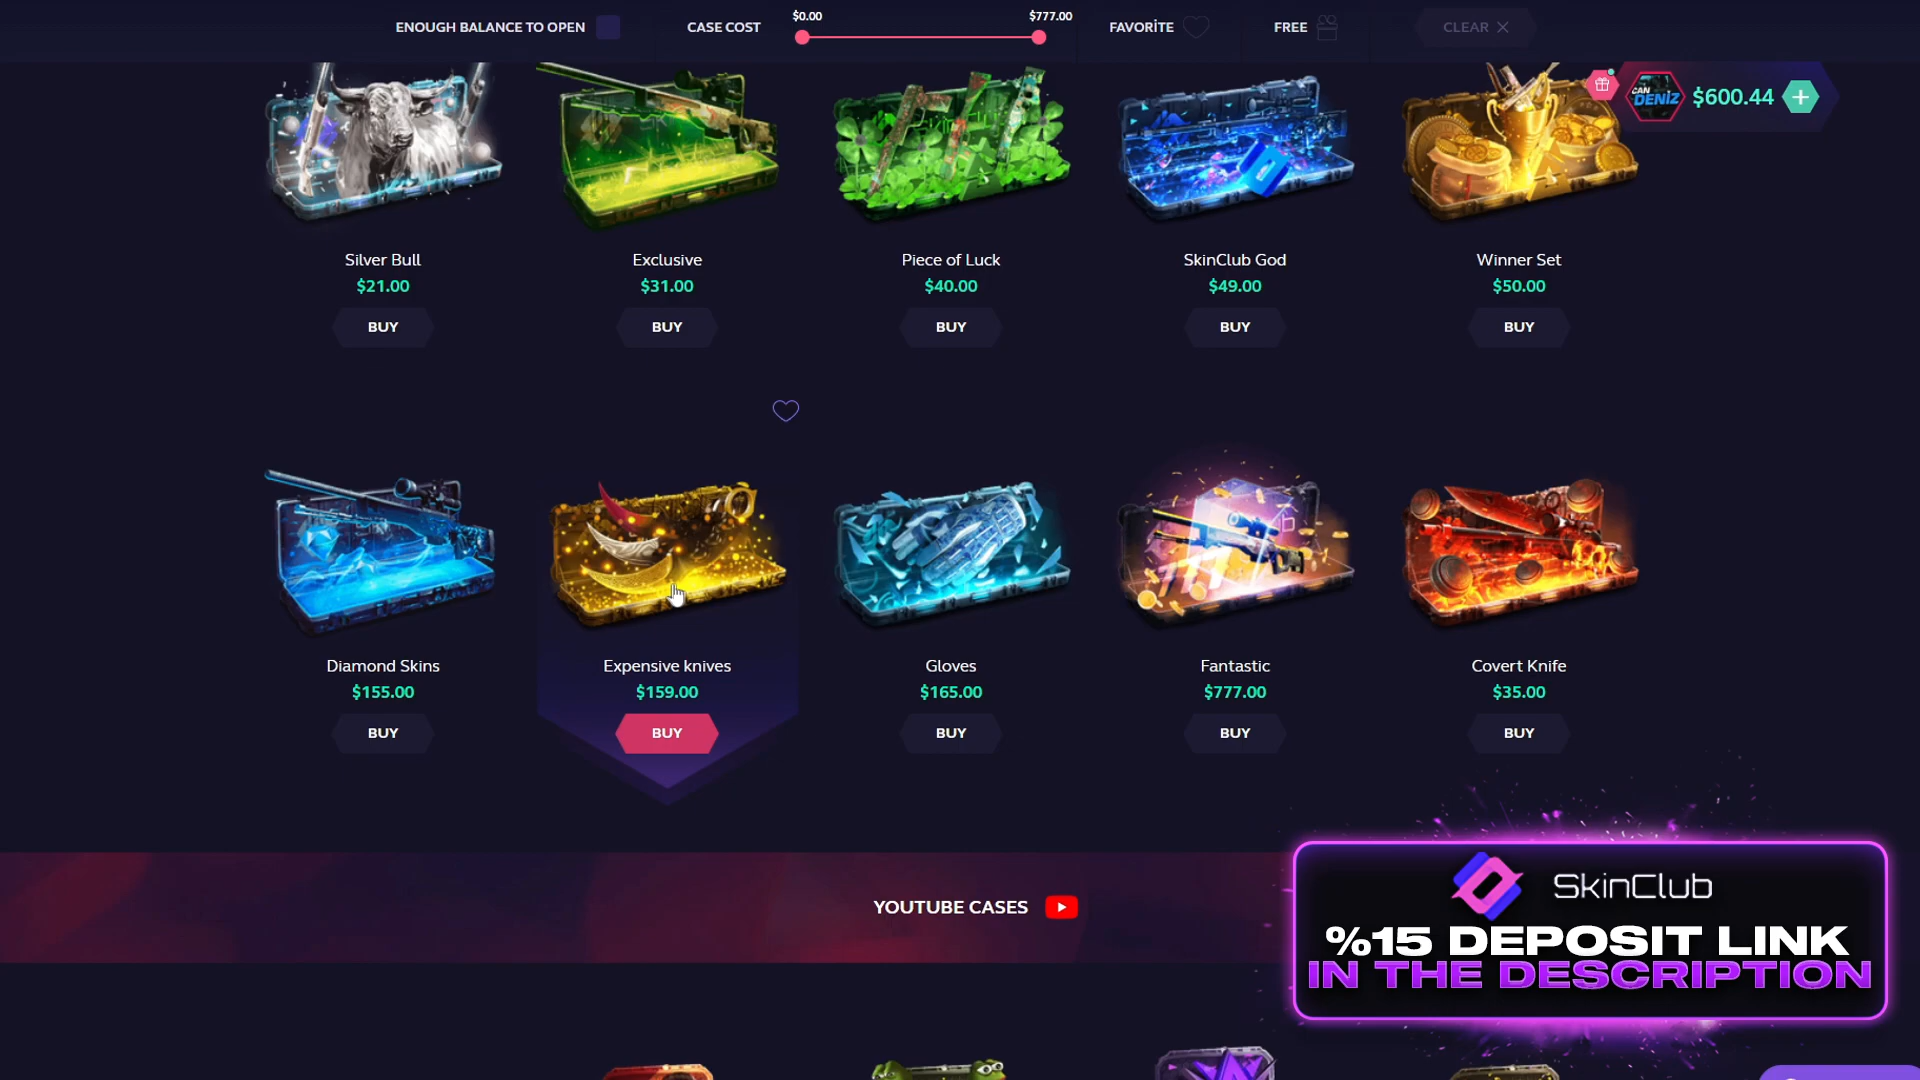 ENOUGH BALANCE TO OPEN
CASE COST
$0.00
$777.00
FAVORİTE
FREE
CLEAR
CAN DENİZ
$600.44
Silver Bull
$21.00
BUY
Exclusive
$31.00
BUY
Piece of Luck
$40.00
BUY
SkinClub God
$49.00
BUY
Winner Set
$50.00
BUY
Diamond Skins
$155.00
BUY
Expensive knives
$159.00
BUY
Gloves
$165.00
BUY
Fantastic
$777.00
BUY
Covert Knife
$35.00
BUY
YOUTUBE CASES
SkinClub
%15 DEPOSIT LINK
IN THE DESCRIPTION